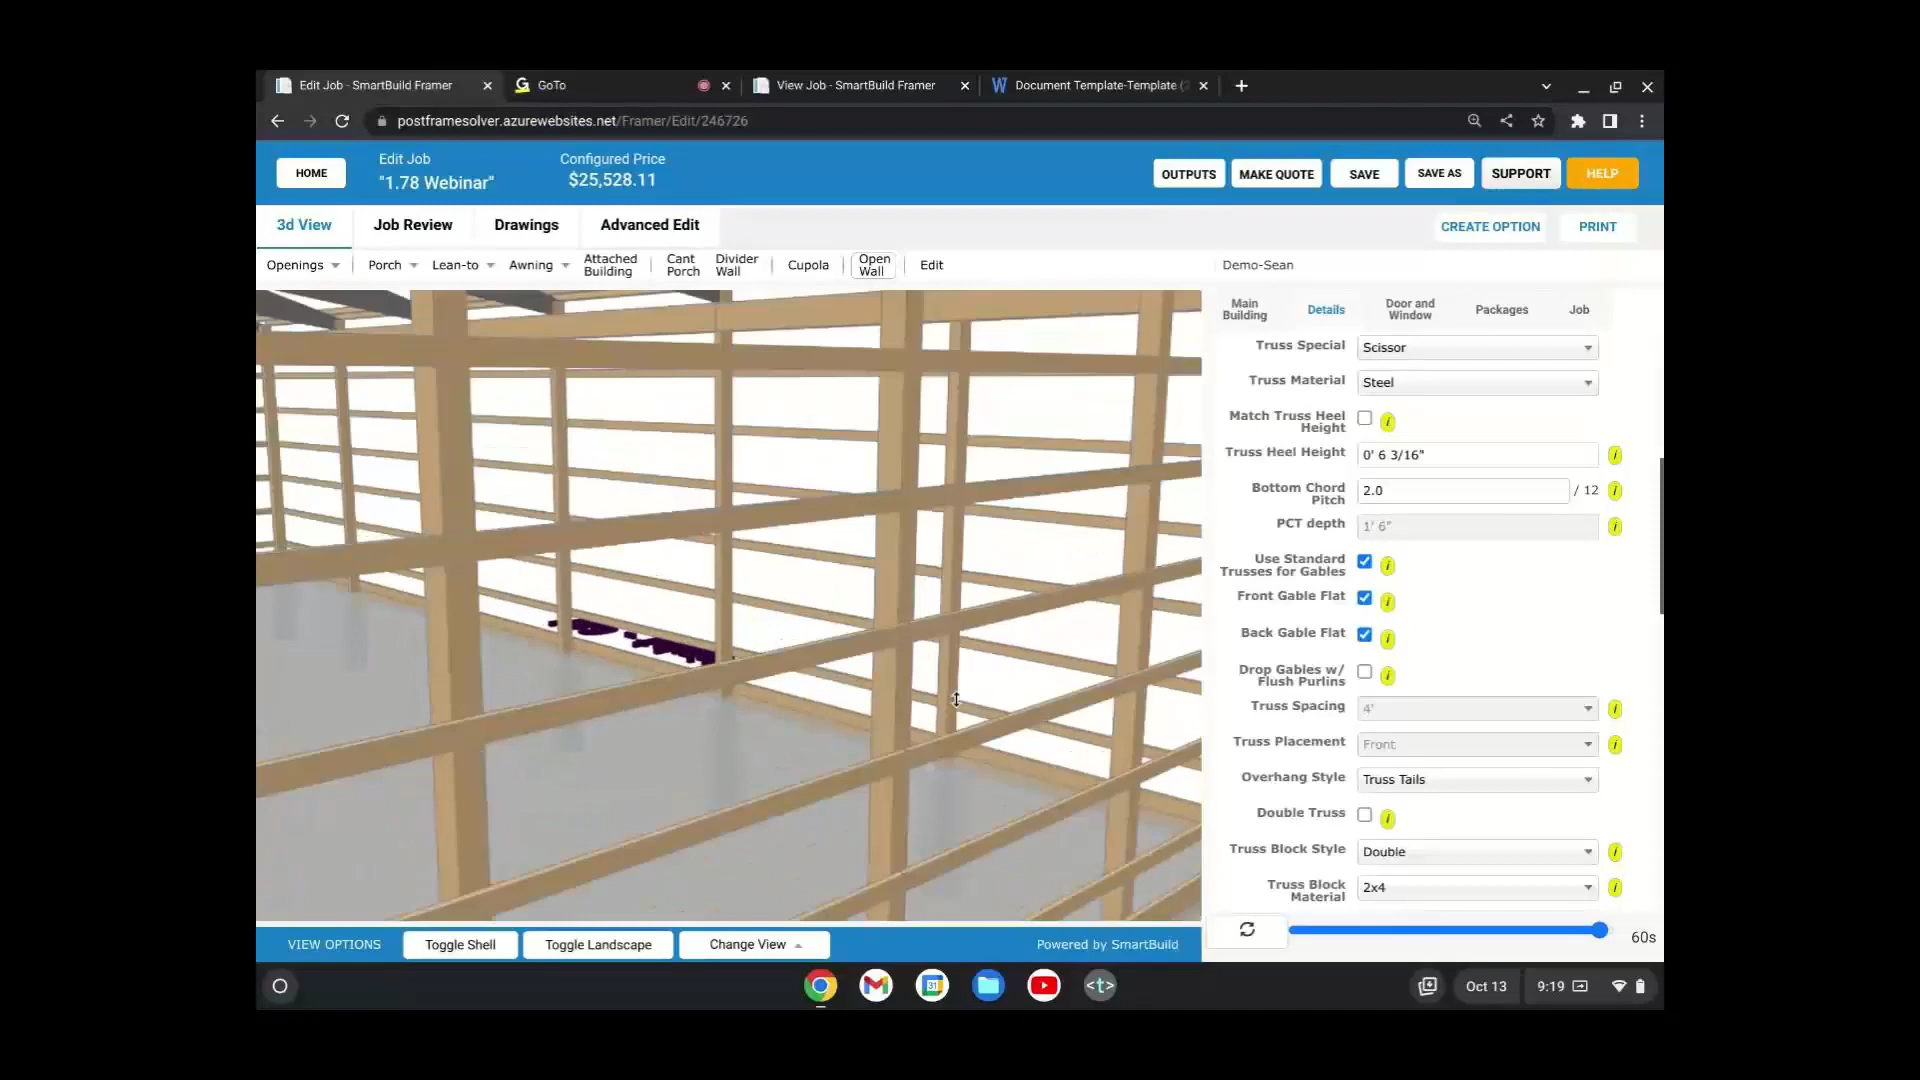 Edit Job - SmartBuild Framer
GoTo
View Job - SmartBuild Framer
Document Template-Template (
postframesolver.azurewebsites.net/Framer/Edit/246726
HOME
Edit Job
"1.78 Webinar"
Configured Price
$25,528.11
OUTPUTS
MAKE QUOTE
SAVE
SAVE AS
SUPPORT
HELP
3d View
Job Review
Drawings
Advanced Edit
CREATE OPTION
PRINT
Openings
Porch
Lean-to
Awning
Attached
Building
Cant
Porch
Divider
Wall
Cupola
Open
Wall
Edit
Demo-Sean
Main
Building
Details
Door and
Window
Packages
Job
Truss Special
Scissor
Truss Material
Steel
Match Truss Heel
Height
i
Truss Heel Height
0' 6 3/16"
i
Bottom Chord
Pitch
2.0
/ 12
i
PCT depth
1' 6"
i
Use Standard
Trusses for Gables
i
Front Gable Flat
i
Back Gable Flat
i
Drop Gables w/
Flush Purlins
i
Truss Spacing
4'
i
Truss Placement
Front
i
Overhang Style
Truss Tails
Double Truss
i
Truss Block Style
Double
i
Truss Block
Material
2x4
i
60s
VIEW OPTIONS
Toggle Shell
Toggle Landscape
Change View
Powered by SmartBuild
31
<t>
Oct 13
9:19